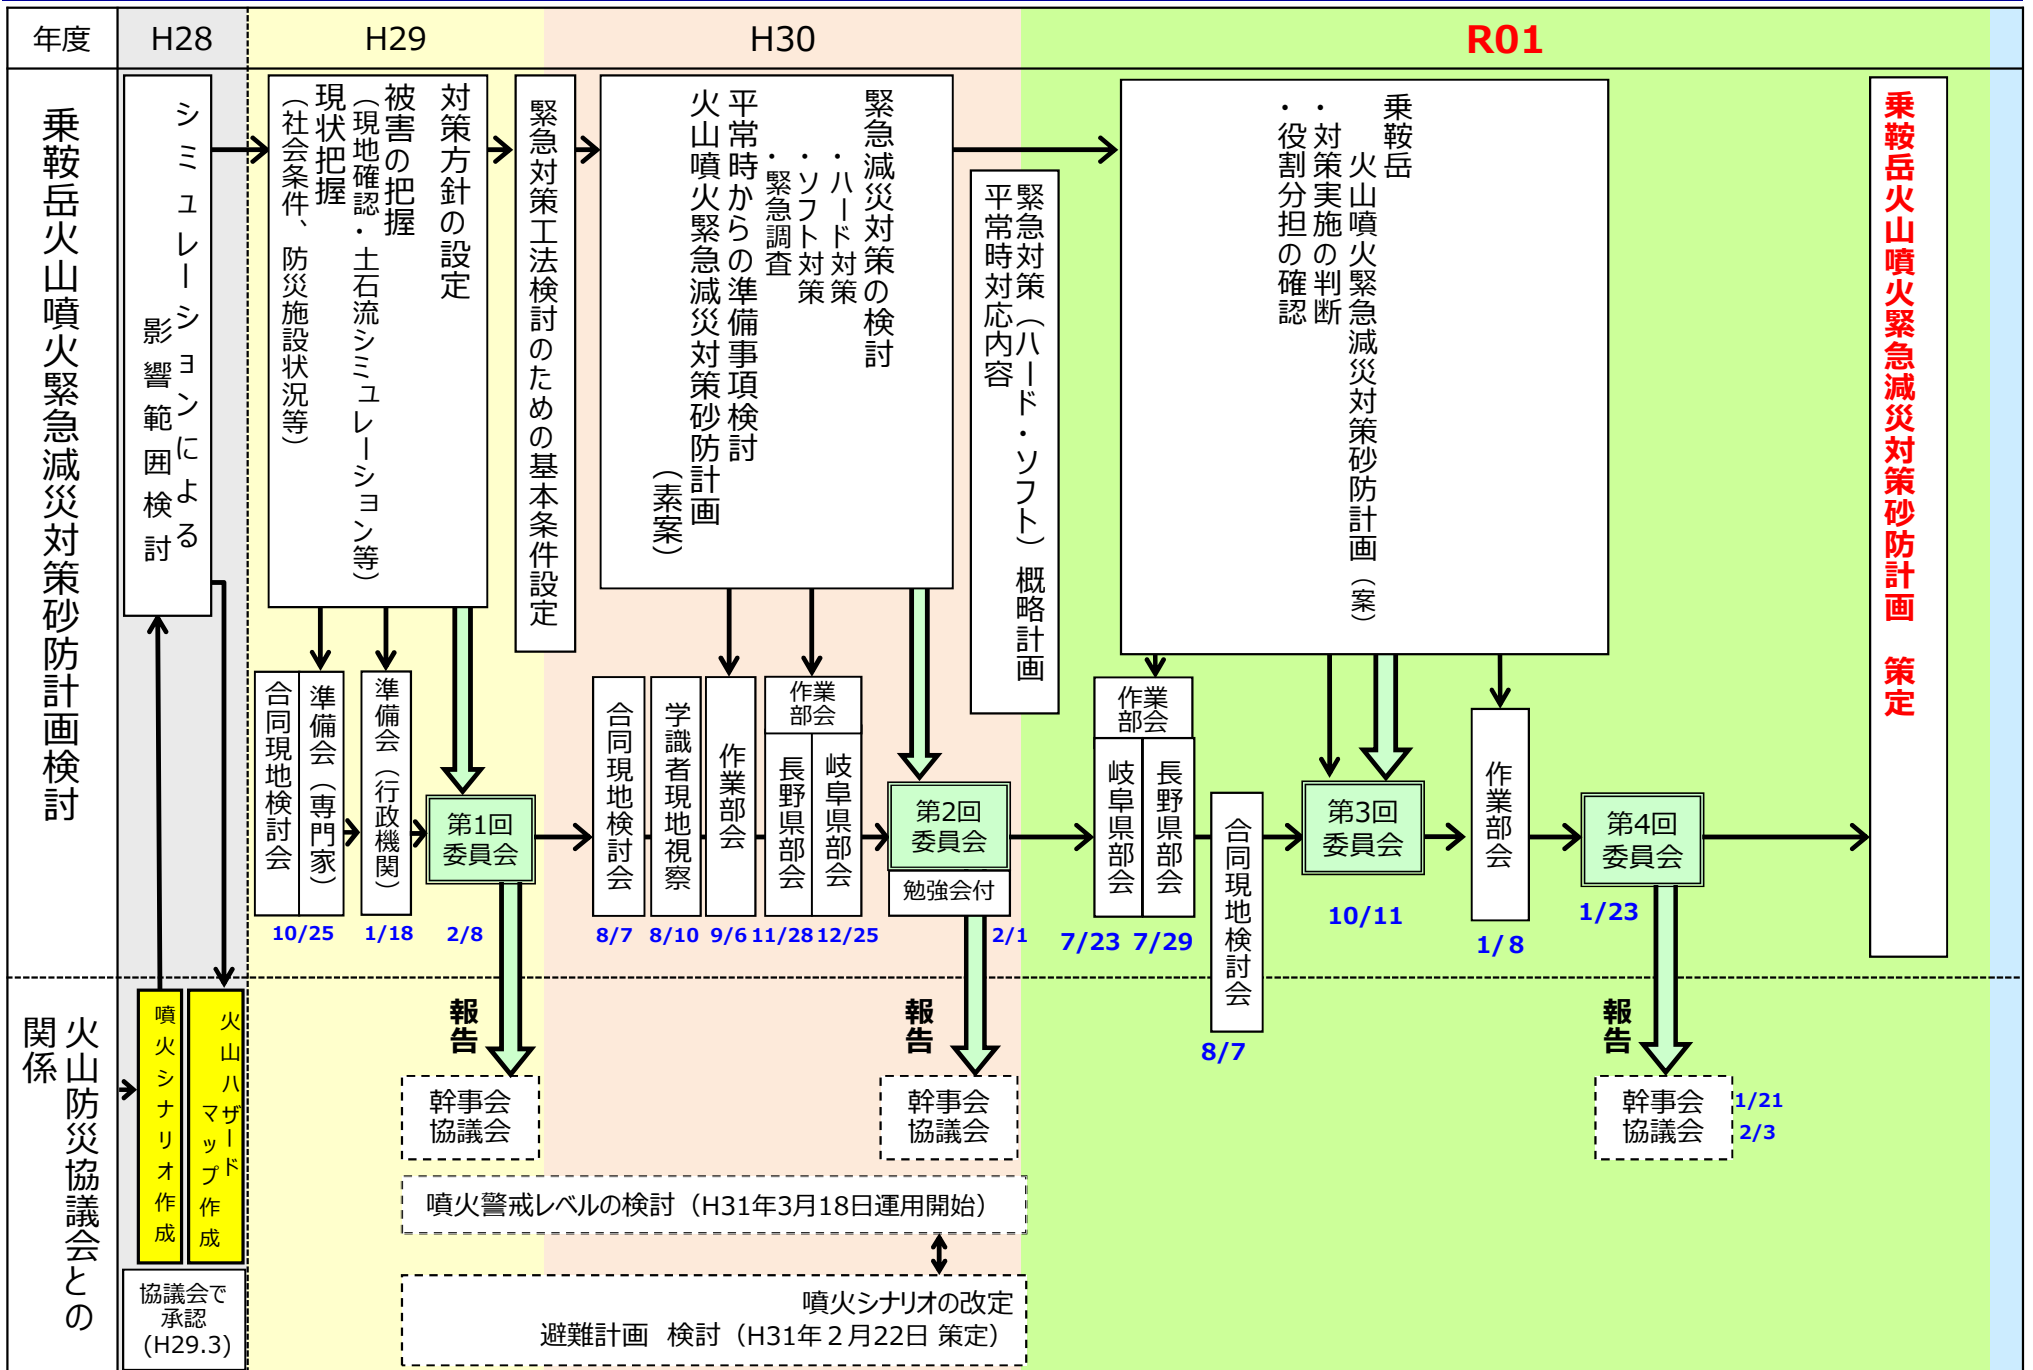 年度
H28
H29
H30
R01
乗鞍岳火山噴火緊急減災対策砂防計画検討
シミュレーションによる
影響範囲検討
対策方針の設定
被害の把握
（現地確認・土石流シミュレーション等）
現状把握
（社会条件、防災施設状況等）
緊急対策工法検討のための基本条件設定
緊急減災対策の検討
・ハード対策
・ソフト対策
・緊急調査
平常時からの準備事項検討
火山噴火緊急減災対策砂防計画
（素案）
緊急対策（ハード・ソフト）概略計画
平常時対応内容
乗鞍岳
火山噴火緊急減災対策砂防計画（案）
・対策実施の判断
・役割分担の確認
乗鞍岳火山噴火緊急減災対策砂防計画　策定
合同現地検討会
準備会（専門家）
10/25
準備会（行政機関）
1/18
第1回
委員会
2/8
合同現地検討会
8/7
学識者現地視察
8/10
作業部会
9/6
作業
部会
長野県部会
11/28
岐阜県部会
12/25
第2回
委員会
勉強会付
2/1
作業
部会
岐阜県部会
7/23
長野県部会
7/29
合同現地検討会
8/7
第3回
委員会
10/11
作業部会
1/8
第4回
委員会
1/23
火山防災協議会との
関係
噴火シナリオ作成
火山ハザード
マップ作成
協議会で
承認
(H29.3)
報告
幹事会
協議会
報告
幹事会
協議会
報告
幹事会
協議会
1/21
2/3
噴火警戒レベルの検討（H31年3月18日運用開始）
噴火シナリオの改定
避難計画 検討（H31年２月22日 策定）